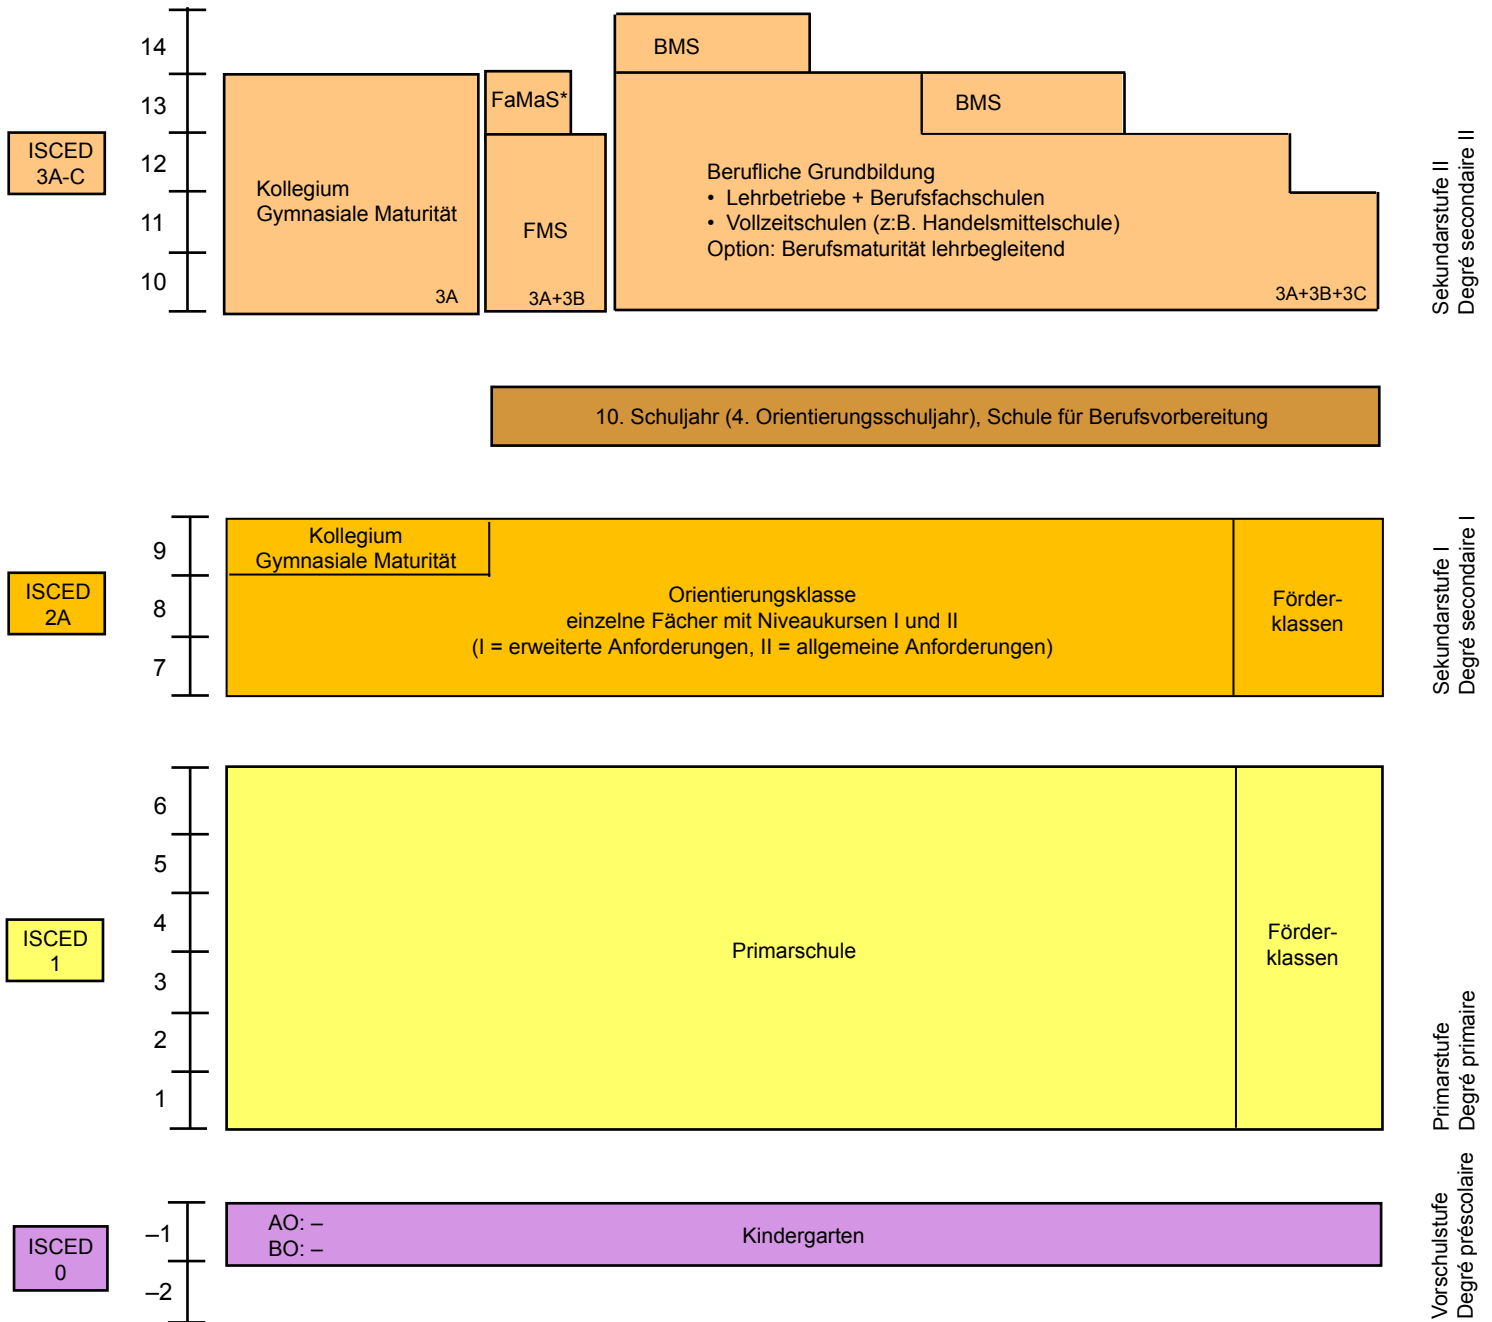 14
BMS
13
FaMaS*
BMS
ISCED
3A-C
12
Kollegium
Gymnasiale Maturität
Berufliche Grundbildung
• Lehrbetriebe + Berufsfachschulen
• Vollzeitschulen (z:B. Handelsmittelschule)
Option: Berufsmaturität lehrbegleitend
11
FMS
10
3A
3A+3B
3A+3B+3C
Sekundarstufe II
Degré secondaire II
10. Schuljahr (4. Orientierungsschuljahr), Schule für Berufsvorbereitung
9
Kollegium
Gymnasiale Maturität
ISCED
2A
8
Orientierungsklasse
einzelne Fächer mit Niveaukursen I und II
(I = erweiterte Anforderungen, II = allgemeine Anforderungen)
Förder-
klassen
7
Sekundarstufe I
Degré secondaire I
6
5
4
ISCED
1
Primarschule
Förder-
klassen
3
2
1
Primarstufe
Degré primaire
–1
AO: –
BO: –
Kindergarten
ISCED
0
–2
Vorschulstufe
Degré préscolaire